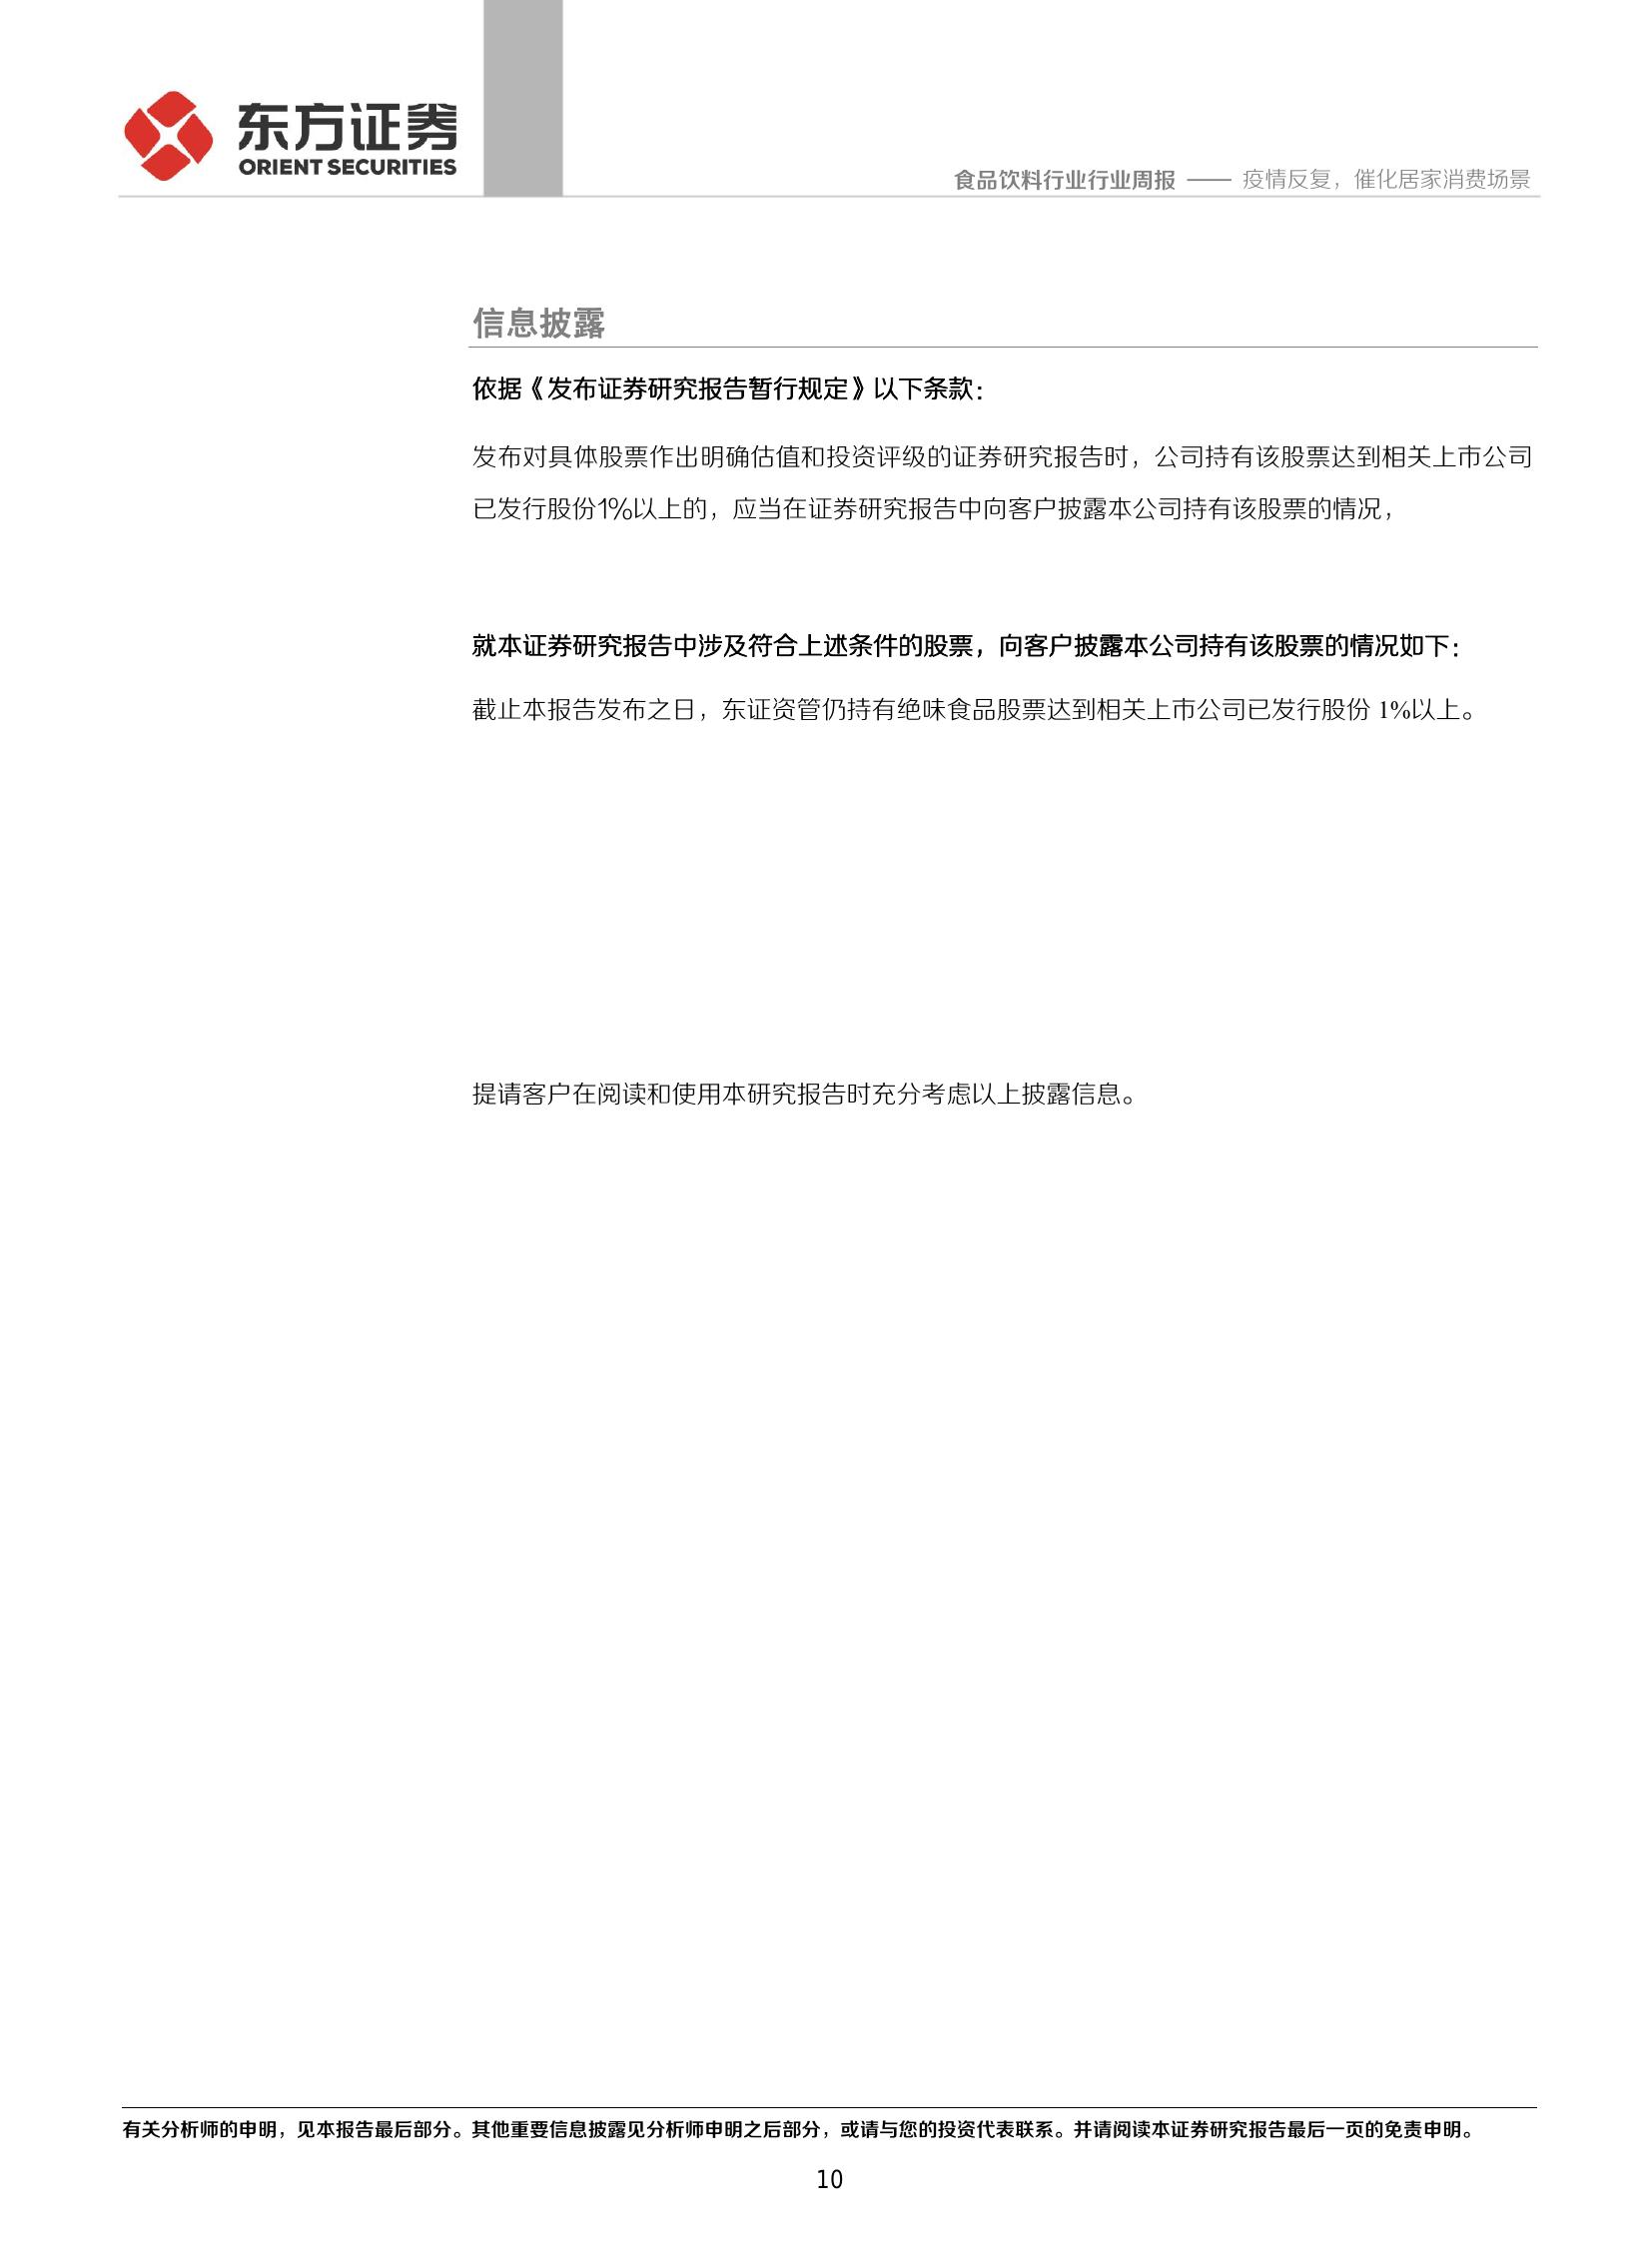 东方证券
ORIENT SECURITIES
食品饮料行业行业周报 —— 疫情反复，催化居家消费场景
信息披露
依据《发布证券研究报告暂行规定》以下条款：
发布对具体股票作出明确估值和投资评级的证券研究报告时，公司持有该股票达到相关上市公司
已发行股份1%以上的，应当在证券研究报告中向客户披露本公司持有该股票的情况，
就本证券研究报告中涉及符合上述条件的股票，向客户披露本公司持有该股票的情况如下：
截止本报告发布之日，东证资管仍持有绝味食品股票达到相关上市公司已发行股份 1%以上。
提请客户在阅读和使用本研究报告时充分考虑以上披露信息。
有关分析师的申明，见本报告最后部分。其他重要信息披露见分析师申明之后部分，或请与您的投资代表联系。并请阅读本证券研究报告最后一页的免责申明。
10